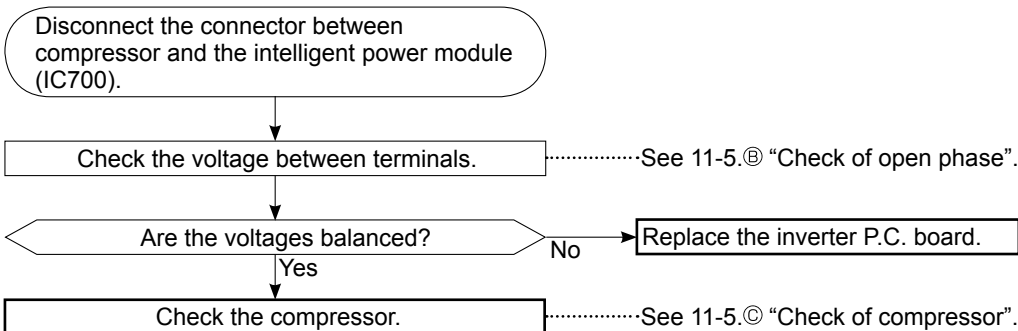 Disconnect the connector between
compressor and the intelligent power module
(IC700).
Check the voltage between terminals.
See 11-5.Ⓑ “Check of open phase”.
Are the voltages balanced?
No
Replace the inverter P.C. board.
Yes
Check the compressor.
See 11-5.Ⓒ “Check of compressor”.